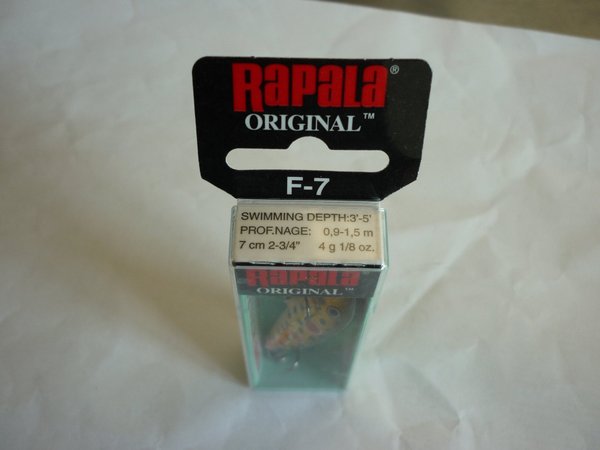 Rapala®
ORIGINAL™
F-7
SWIMMING DEPTH:3'-5'
PROF.NAGE: 0,9-1,5 m
7 cm 2-3/4" 4 g 1/8 oz.
Rapala
ORIGINAL™